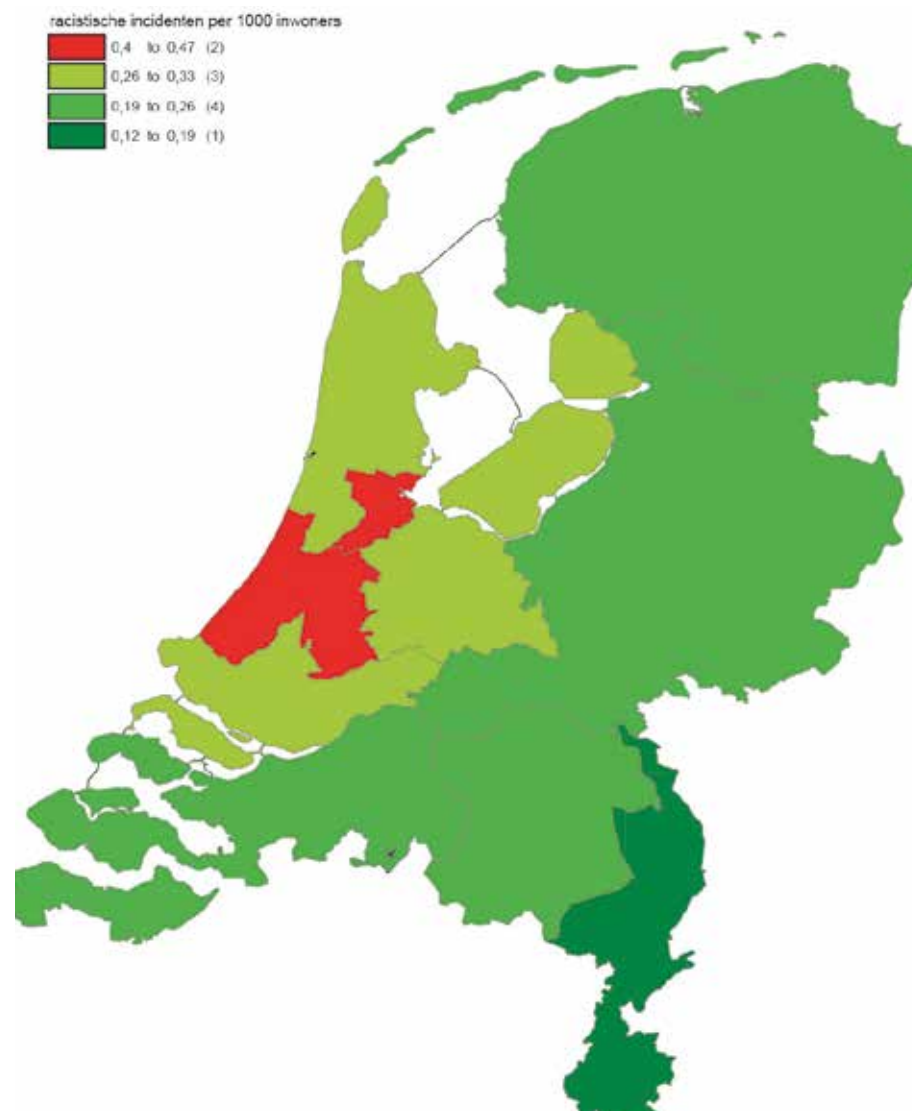 racistische incidenten per 1000 inwoners
0,4 to 0,47 (2)
0,26 to 0,33 (3)
0,19 to 0,26 (4)
0,12 to 0,19 (1)